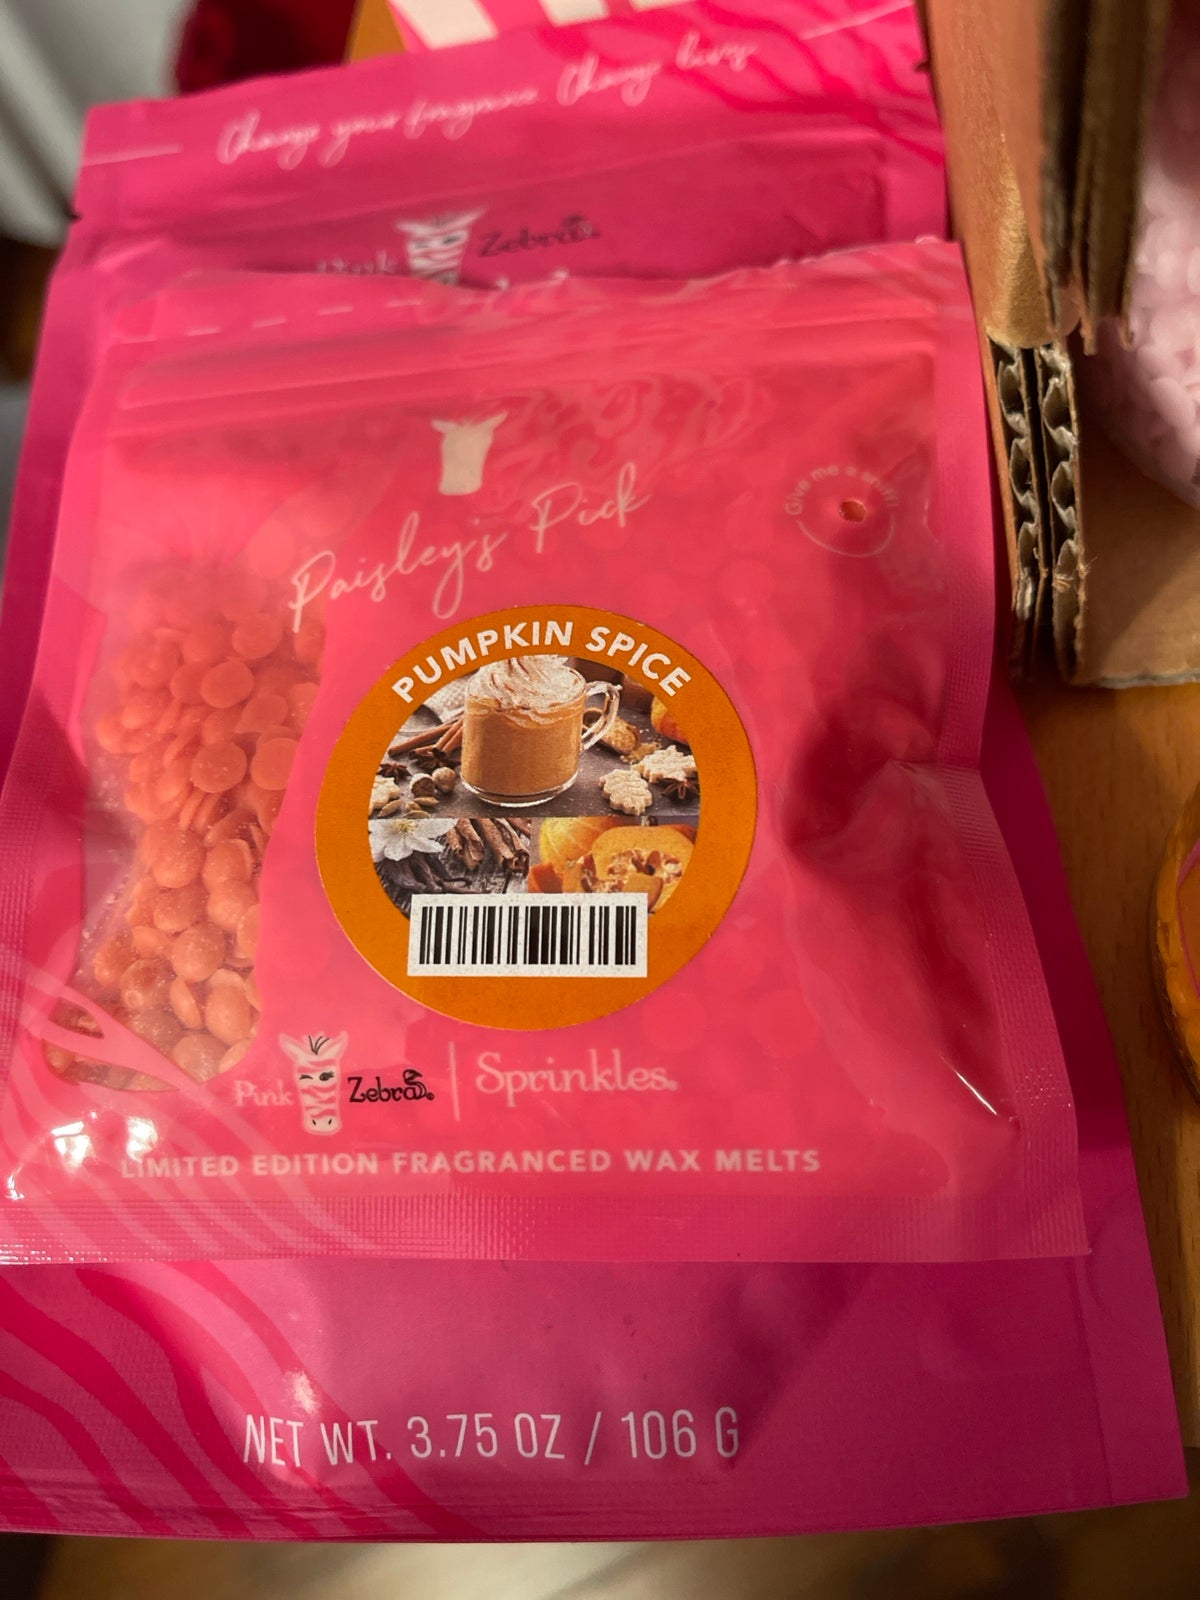 Change your fragrance. Change lives.
Pink Zebra
Paisley's Pick
Give me a sniff!
PUMPKIN SPICE
Pink Zebra | Sprinkles.
LIMITED EDITION FRAGRANCED WAX MELTS
NET WT. 3.75 OZ / 106 G